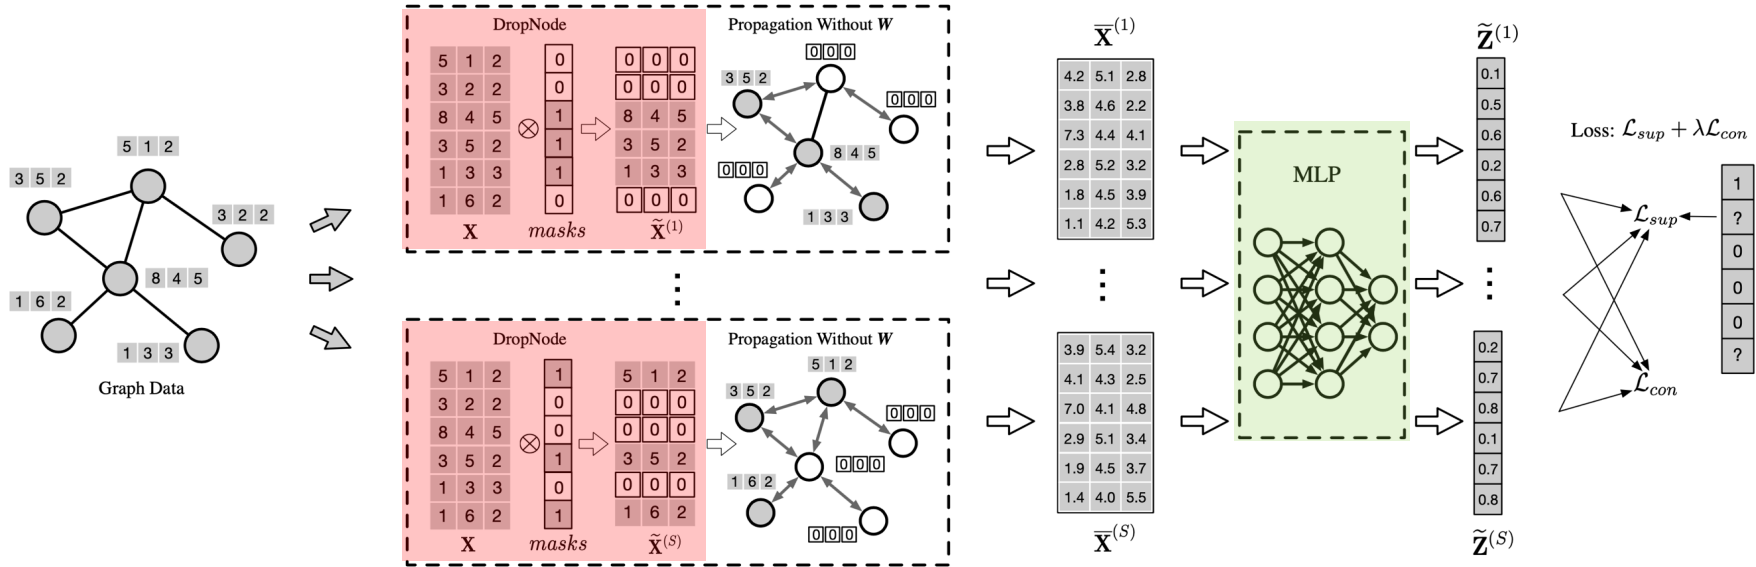 5 1 2
3 5 2
3 2 2
8 4 5
1 6 2
1 3 3
Graph Data
DropNode
5 1 2
3 2 2
8 4 5
3 5 2
1 3 3
1 6 2
X
⊗
0
0
1
1
1
0
masks
0 0 0
0 0 0
8 4 5
3 5 2
1 3 3
0 0 0
X̃(1)
Propagation Without W
0 0 0
3 5 2
0 0 0
8 4 5
0 0 0
1 3 3
DropNode
5 1 2
3 2 2
8 4 5
3 5 2
1 3 3
1 6 2
X
⊗
1
0
0
1
0
1
masks
5 1 2
0 0 0
0 0 0
3 5 2
0 0 0
1 6 2
X̃(S)
Propagation Without W
5 1 2
3 5 2
0 0 0
0 0 0
1 6 2
0 0 0
X̅(1)
4.2 5.1 2.8
3.8 4.6 2.2
7.3 4.4 4.1
2.8 5.2 3.2
1.8 4.5 3.9
1.1 4.2 5.3
3.9 5.4 3.2
4.1 4.3 2.5
7.0 4.1 4.8
2.9 5.1 3.4
1.9 4.5 3.7
1.4 4.0 5.5
X̅(S)
MLP
Z̃(1)
0.1
0.5
0.6
0.2
0.6
0.7
0.2
0.7
0.8
0.1
0.7
0.8
Z̃(S)
Loss: ℒsup + λℒcon
ℒsup
ℒcon
1
?
0
0
0
?